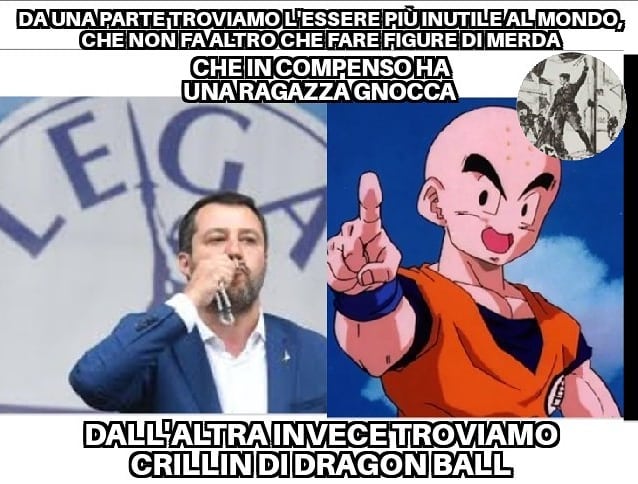 DA UNA PARTE TROVIAMO L'ESSERE PIÙ INUTILE AL MONDO,
CHE NON FA ALTRO CHE FARE FIGURE DI MERDA
CHE IN COMPENSO HA
UNA RAGAZZA GNOCCA
LEGA
DALL'ALTRA INVECE TROVIAMO
CRILLIN DI DRAGON BALL